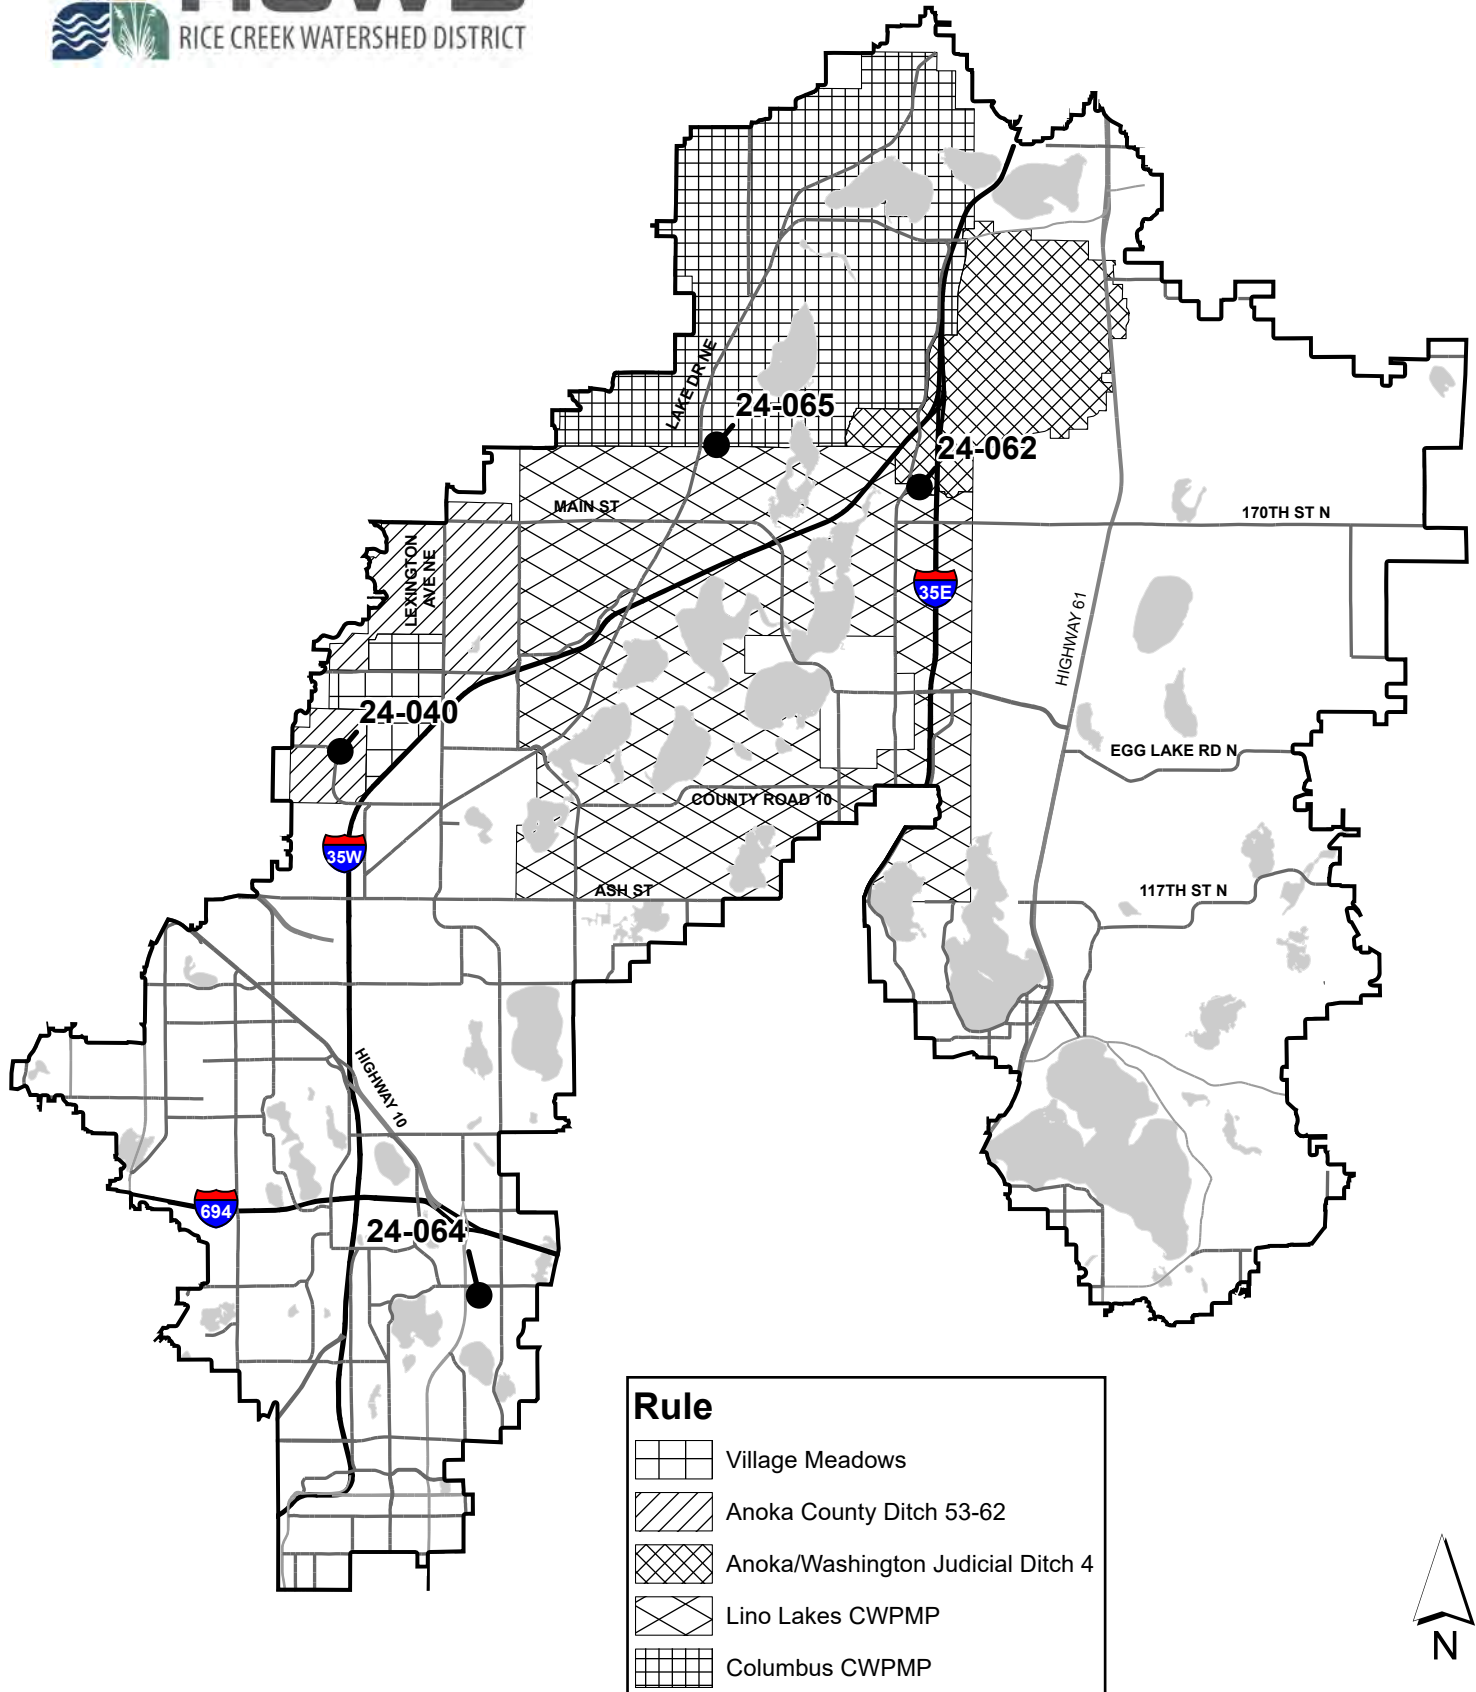 RICE CREEK WATERSHED DISTRICT
LAKE DR NE
24-065
24-062
MAIN ST
170TH ST N
LEXINGTON
AVE NE
35E
HIGHWAY 61
24-040
EGG LAKE RD N
COUNTY ROAD 10
35W
ASH ST
117TH ST N
HIGHWAY 10
694
24-064
Rule
Village Meadows
Anoka County Ditch 53-62
Anoka/Washington Judicial Ditch 4
Lino Lakes CWPMP
Columbus CWPMP
N